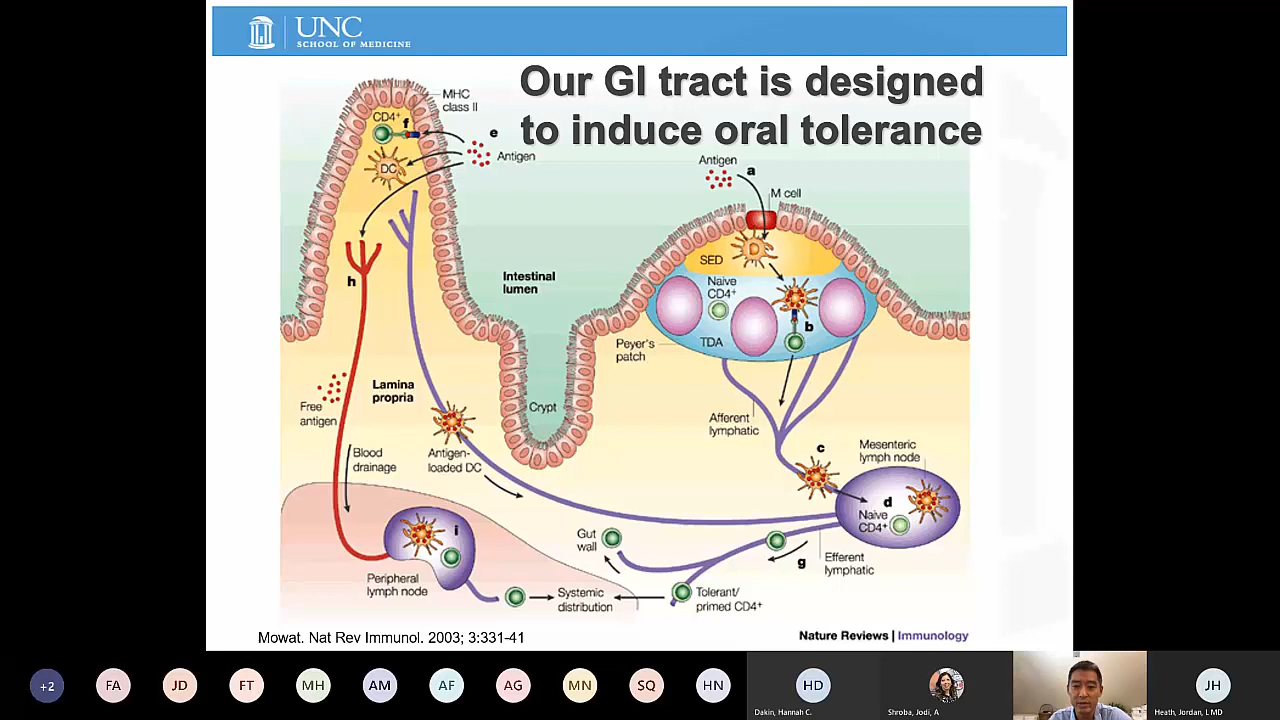 UNC
SCHOOL OF MEDICINE
Our GI tract is designed
to induce oral tolerance
MHC
class II
CD4+
f
e
Antigen
DC
Antigen
a
M cell
SED
D
Naive
CD4+
b
TDA
Peyer's
patch
h
Intestinal
lumen
Lamina
propria
Free
antigen
Crypt
Afferent
lymphatic
Blood
drainage
Antigen-
loaded DC
c
Mesenteric
lymph node
d
Naive
CD4+
i
Gut
wall
g
Efferent
lymphatic
Peripheral
lymph node
Systemic
distribution
Tolerant/
primed CD4+
Mowat. Nat Rev Immunol. 2003; 3:331-41
Nature Reviews | Immunology
+2
FA
JD
FT
MH
AM
AF
AG
MN
SQ
HN
HD
JH
Dakin, Hannah C.
Shroba, Jodi, A
Heath, Jordan, L MD